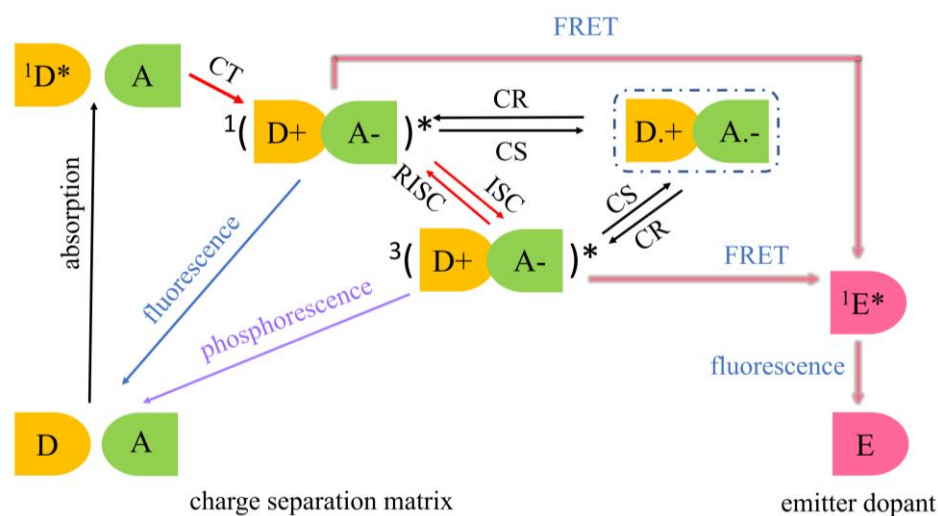 FRET
¹D*
A
CT
¹( D+ A- )*
CR
CS
D.+ A.-
RISC
ISC
CS
CR
absorption
fluorescence
³( D+ A- )*
FRET
phosphorescence
¹E*
fluorescence
D
A
E
charge separation matrix
emitter dopant